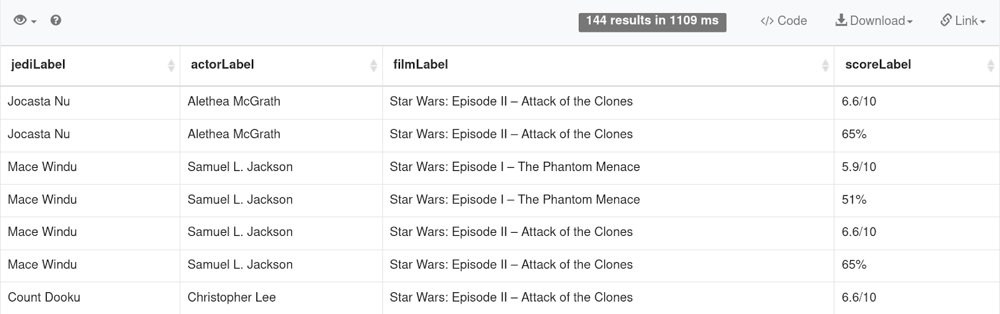 144 results in 1109 ms </> Code Download Link
jediLabel actorLabel filmLabel scoreLabel
Jocasta Nu Alethea McGrath Star Wars: Episode II – Attack of the Clones 6.6/10
Jocasta Nu Alethea McGrath Star Wars: Episode II – Attack of the Clones 65%
Mace Windu Samuel L. Jackson Star Wars: Episode I – The Phantom Menace 5.9/10
Mace Windu Samuel L. Jackson Star Wars: Episode I – The Phantom Menace 51%
Mace Windu Samuel L. Jackson Star Wars: Episode II – Attack of the Clones 6.6/10
Mace Windu Samuel L. Jackson Star Wars: Episode II – Attack of the Clones 65%
Count Dooku Christopher Lee Star Wars: Episode II – Attack of the Clones 6.6/10